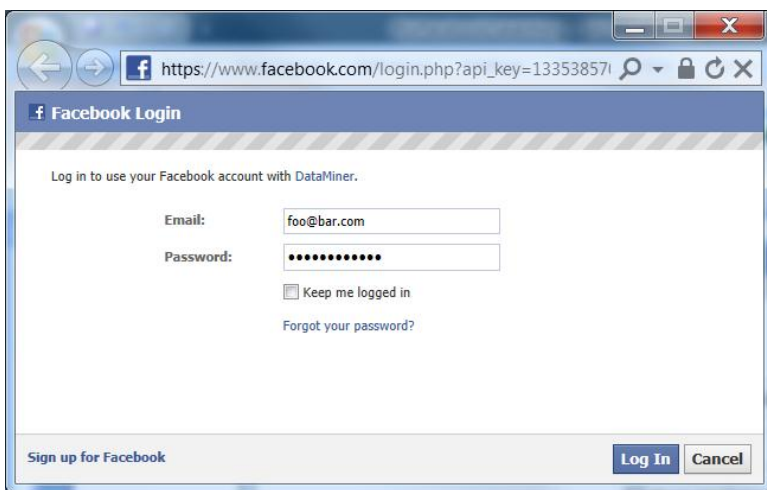 https://www.facebook.com/login.php?api_key=13353857
Facebook Login
Log in to use your Facebook account with DataMiner.
Email: foo@bar.com
Password: ••••••••••••
Keep me logged in
Forgot your password?
Sign up for Facebook
Log In Cancel